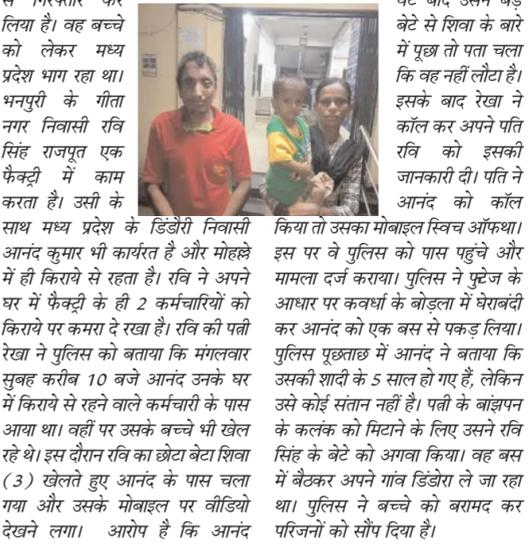 से गिरफ्तार कर
लिया है। वह बच्चे
को लेकर मध्य
प्रदेश भाग रहा था।
भनपुरी के गीता
नगर निवासी रवि
सिंह राजपूत एक
फैक्ट्री में काम
करता है। उसी के
साथ मध्य प्रदेश के डिंडौरी निवासी
आनंद कुमार भी कार्यरत है और मोहल्ले
में ही किराये से रहता है। रवि ने अपने
घर में फैक्ट्री के ही 2 कर्मचारियों को
किराये पर कमरा दे रखा है। रवि की पत्नी
रेखा ने पुलिस को बताया कि मंगलवार
सुबह करीब 10 बजे आनंद उनके घर
में किराये से रहने वाले कर्मचारी के पास
आया था। वहीं पर उसके बच्चे भी खेल
रहे थे। इस दौरान रवि का छोटा बेटा शिवा
(3) खेलते हुए आनंद के पास चला
गया और उसके मोबाइल पर वीडियो
देखने लगा। आरोप है कि आनंद
घंटे बाद उसने बड़े
बेटे से शिवा के बारे
में पूछा तो पता चला।
कि वह नहीं लौटा है।
इसके बाद रेखा ने
कॉल कर अपने पति
रवि को इसकी
जानकारी दी। पति ने
आनंद को कॉल
किया तो उसका मोबाइल स्विच ऑफथा।
इस पर वे पुलिस को पास पहुंचे और
मामला दर्ज कराया। पुलिस ने फुटेज के
आधार पर कवर्धा के बोड़ला में घेराबंदी
कर आनंद को एक बस से पकड़ लिया।
पुलिस पूछताछ में आनंद ने बताया कि
उसकी शादी के 5 साल हो गए हैं, लेकिन
उसे कोई संतान नहीं है। पत्नी के बांझपन
के कलंक को मिटाने के लिए उसने रवि
सिंह के बेटे को अगवा किया। वह बस
में बैठकर अपने गांव डिंडोरा ले जा रहा
था। पुलिस ने बच्चे को बरामद कर
परिजनों को सौंप दिया है।